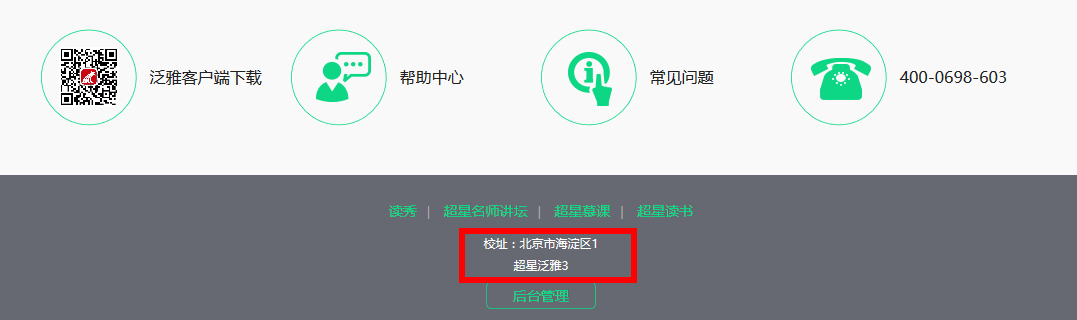 泛雅客户端下载
帮助中心
常见问题
400-0698-603
读秀 | 超星名师讲坛 | 超星慕课 | 超星读书
校址：北京市海淀区1
超星泛雅3
后台管理